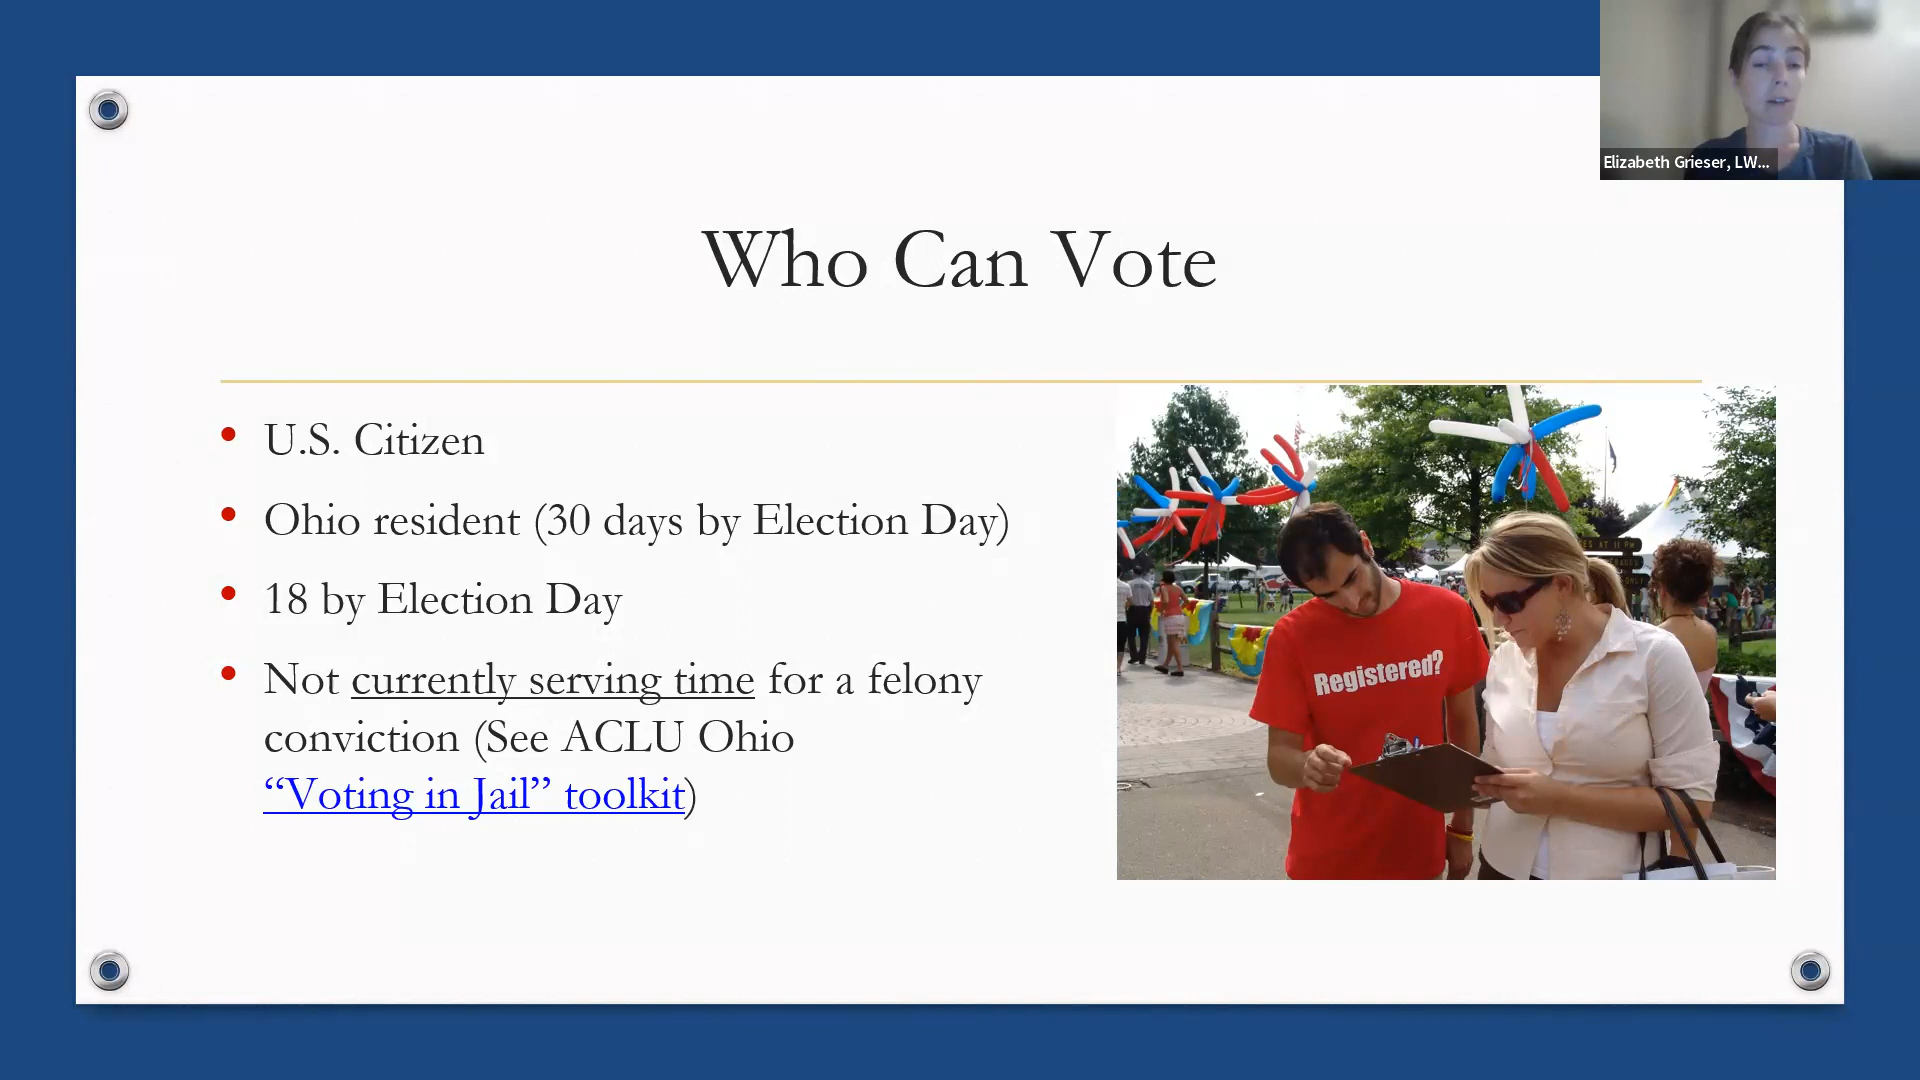 Elizabeth Grieser, LW...
Who Can Vote
U.S. Citizen
Ohio resident (30 days by Election Day)
18 by Election Day
Not currently serving time for a felony
conviction (See ACLU Ohio
“Voting in Jail” toolkit)
Registered?